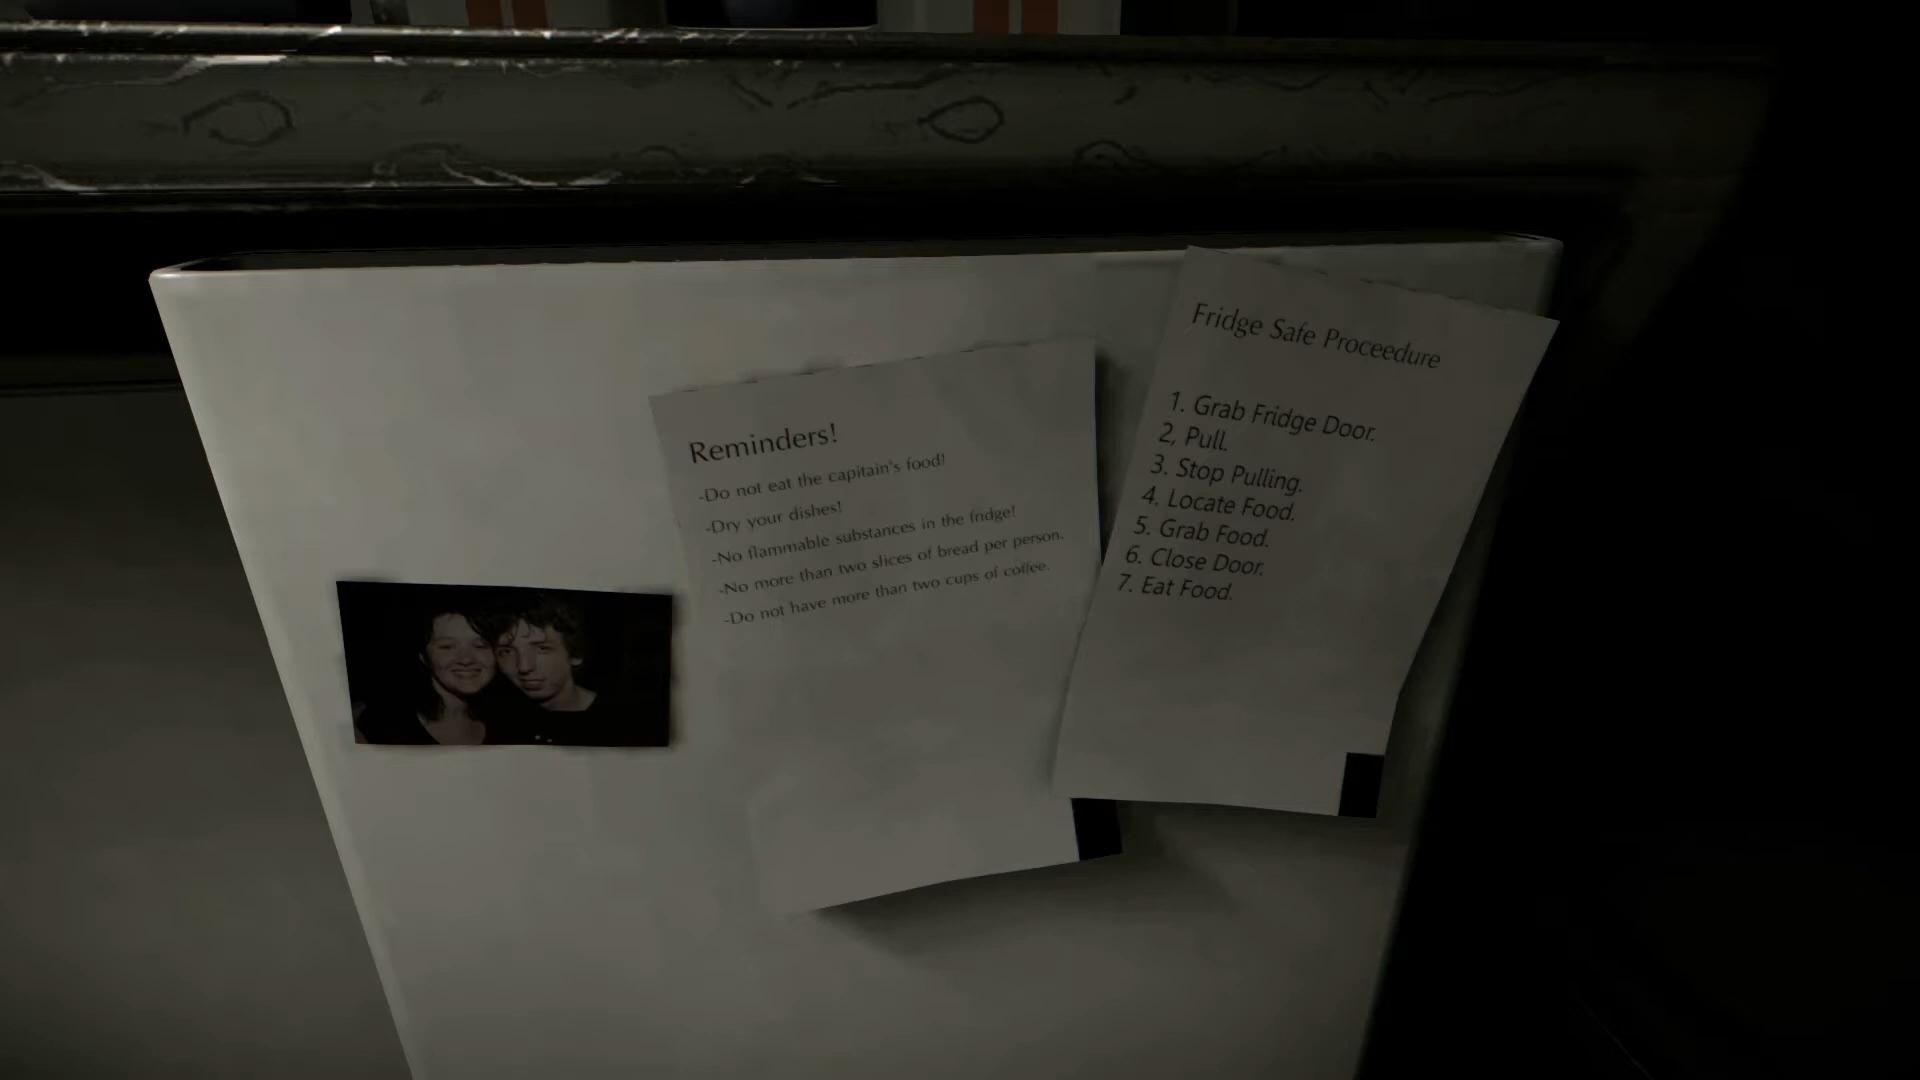 Reminders!
-Do not eat the capitain's food!
-Dry your dishes!
-No flammable substances in the fridge!
-No more than two slices of bread per person.
-Do not have more than two cups of coffee.
Fridge Safe Proceedure
1. Grab Fridge Door.
2, Pull.
3. Stop Pulling.
4. Locate Food.
5. Grab Food.
6. Close Door.
7. Eat Food.